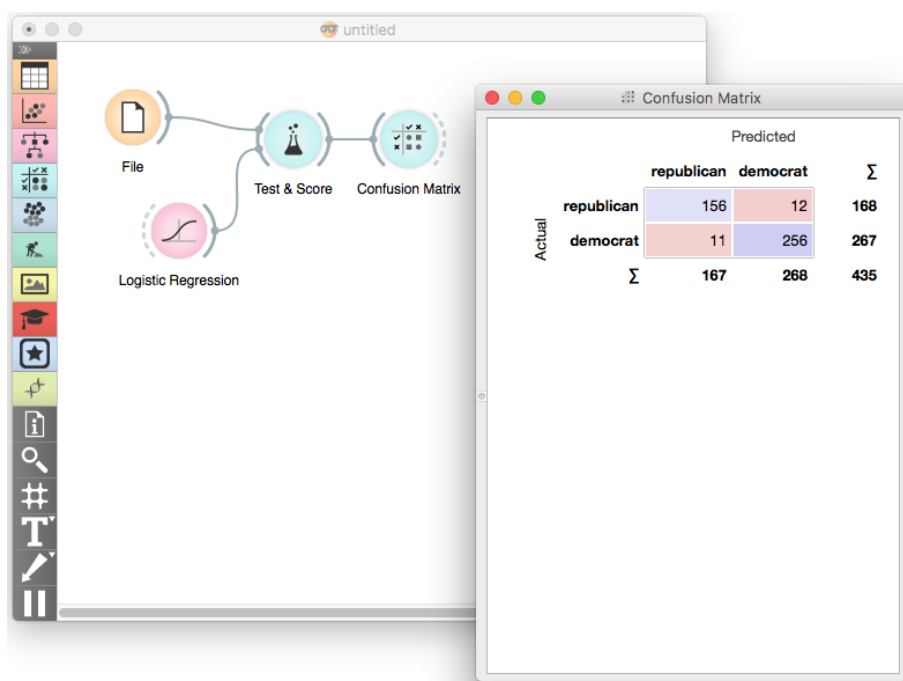 untitled
File
Test & Score
Confusion Matrix
Logistic Regression
Confusion Matrix
Predicted
republican democrat Σ
Actual
republican 156 12 168
democrat 11 256 267
Σ 167 268 435